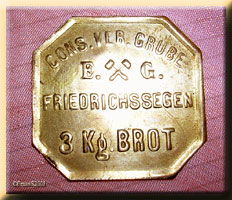 CONS. VER. GRUBE
B. G.
FRIEDRICHSSEGEN
3 Kg. BROT